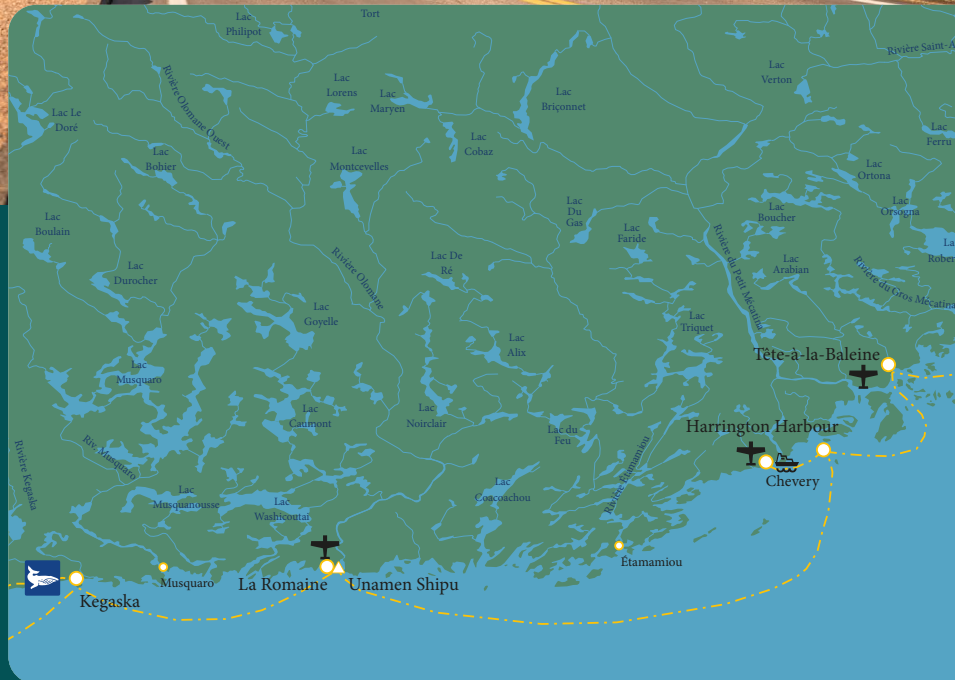 Tort
Lac
Philipot
Rivière Saint-A
Lac
Verton
Lac
Lorens
Lac
Maryen
Lac
Briçonnet
Rivière Olomane Ouest
Lac Le
Doré
Lac
Ferru
Lac
Cobaz
Lac
Bohier
Lac
Montcevelles
Lac
Ortona
Lac
Orsogna
Lac
Du
Gas
Lac
Boucher
Lac
Boulain
Lac
Faride
La
Rober
Rivière du Petit Mécatina
Lac
Durocher
Rivière Olomane
Lac De
Ré
Lac
Arabian
Rivière du Gros Mécatina
Lac
Goyelle
Lac
Triquet
Lac
Alix
Tête-à-la-Baleine
Lac
Musquaro
Lac
Caumont
Lac
Noirclair
Lac du
Feu
Harrington Harbour
Riv. Musquaro
Rivière Kegaska
Rivière Étamamiou
Chevery
Lac
Musquanousse
Lac
Washicoutai
Lac
Coacoachou
Étamamiou
Musquaro
La Romaine
Unamen Shipu
Kegaska